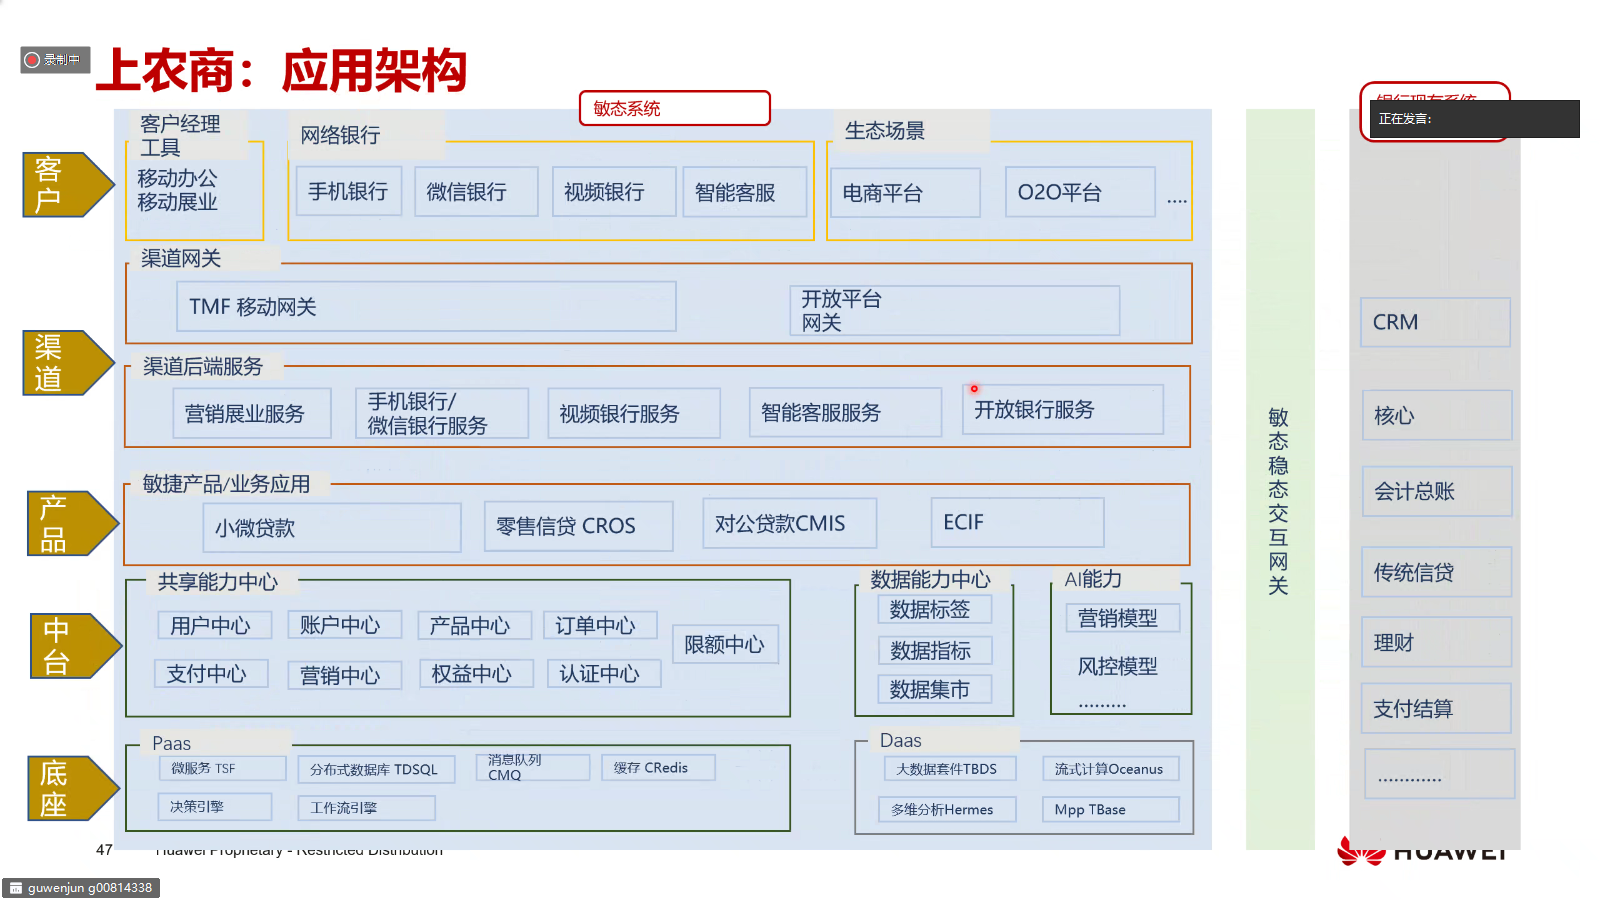 录制中
上农商：应用架构
敏态系统
银行现有系统
正在发言:
客户
客户经理
工具
移动办公
移动展业
网络银行
手机银行
微信银行
视频银行
智能客服
生态场景
电商平台
O2O平台
....
渠道
渠道网关
TMF 移动网关
开放平台
网关
渠道后端服务
营销展业服务
手机银行/
微信银行服务
视频银行服务
智能客服服务
开放银行服务
产品
敏捷产品/业务应用
小微贷款
零售信贷 CROS
对公贷款CMIS
ECIF
中台
共享能力中心
用户中心
账户中心
产品中心
订单中心
限额中心
支付中心
营销中心
权益中心
认证中心
数据能力中心
数据标签
数据指标
数据集市
AI能力
营销模型
风控模型
.........
底座
Paas
微服务 TSF
分布式数据库 TDSQL
消息队列
CMQ
缓存 CRedis
决策引擎
工作流引擎
Daas
大数据套件TBDS
流式计算Oceanus
多维分析Hermes
Mpp TBase
敏态稳态交互网关
CRM
核心
会计总账
传统信贷
理财
支付结算
............
47
Huawei Proprietary - Restricted Distribution
HUAWEI
guwenjun g00814338